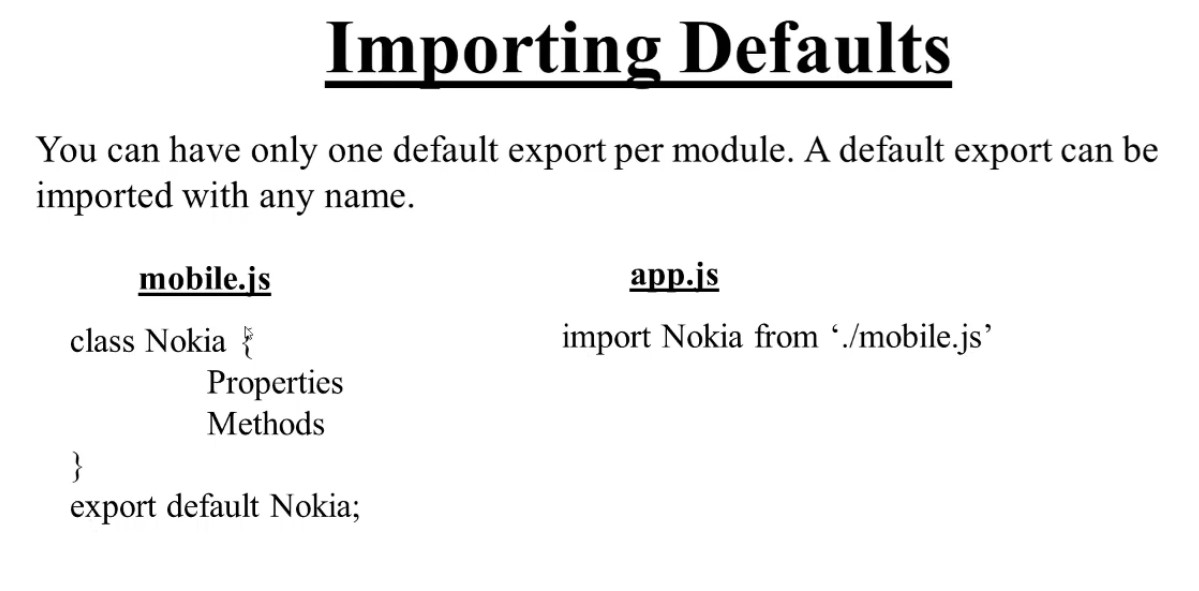 Importing Defaults
You can have only one default export per module. A default export can be
imported with any name.
mobile.js
class Nokia {
Properties
Methods
}
export default Nokia;
app.js
import Nokia from ‘./mobile.js’